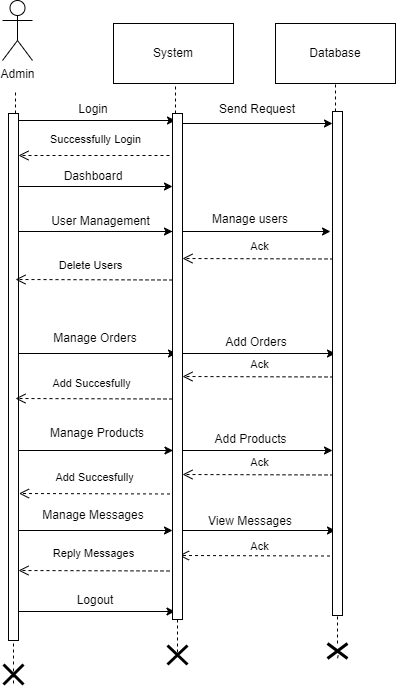 System
Database
Admin
Login
Send Request
Successfully Login
Dashboard
User Management
Manage users
Ack
Delete Users
Manage Orders
Add Orders
Ack
Add Succesfully
Manage Products
Add Products
Ack
Add Succesfully
Manage Messages
View Messages
Ack
Reply Messages
Logout